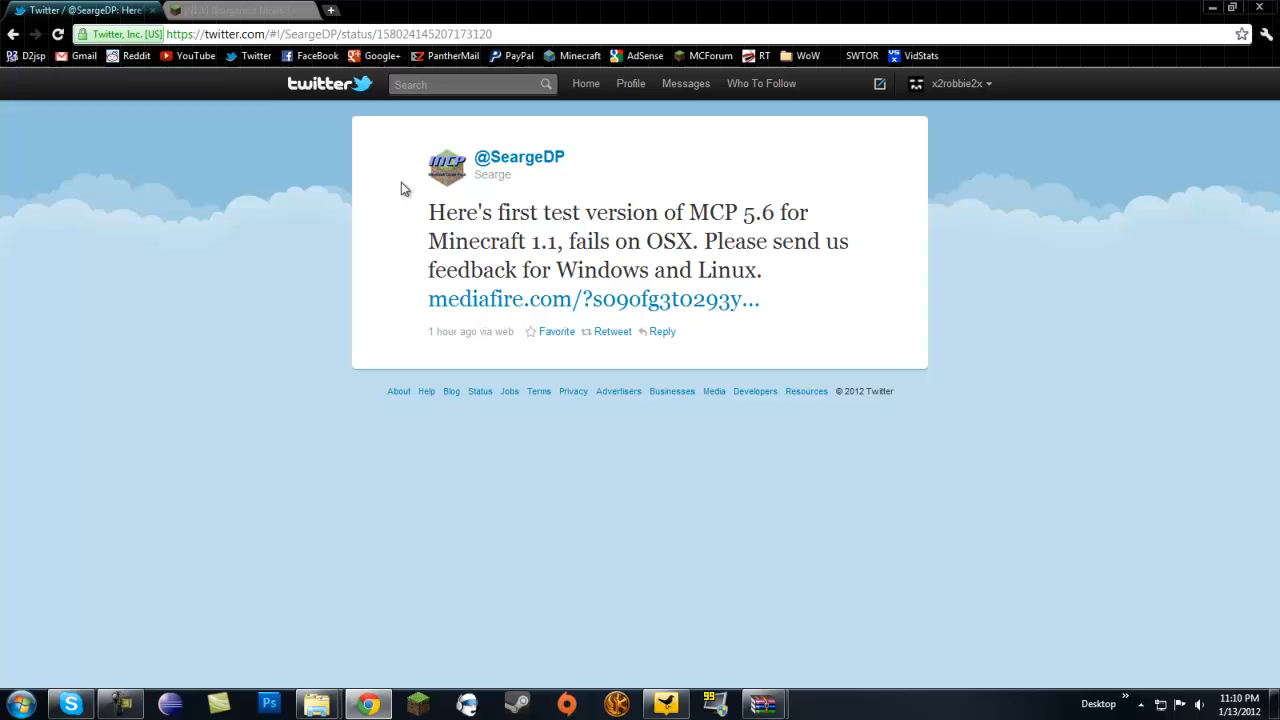 Twitter / @SeargeDP: Here
Twitter, Inc. [US] https://twitter.com/#!/SeargeDP/status/158024145207173120
D2jsp Gmail Reddit YouTube Twitter FaceBook Google+ PantherMail PayPal Minecraft AdSense MCForum RT WoW SWTOR VidStats
twitter Search Home Profile Messages Who To Follow x2robbie2x
MCP
@SeargeDP
Searge
Here's first test version of MCP 5.6 for
Minecraft 1.1, fails on OSX. Please send us
feedback for Windows and Linux.
mediafire.com/?s09ofg3t0293y...
1 hour ago via web Favorite Retweet Reply
About Help Blog Status Jobs Terms Privacy Advertisers Businesses Media Developers Resources © 2012 Twitter
Ps 99 Desktop » 11:10 PM
1/13/2012